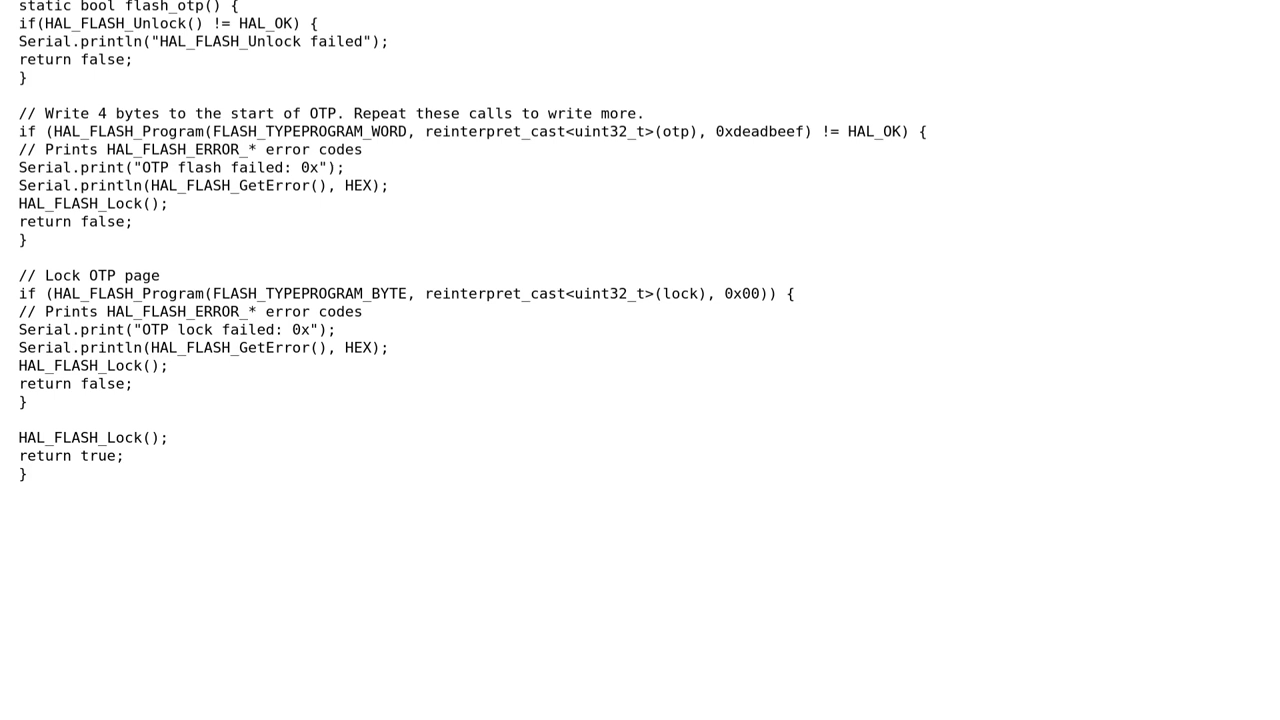 static bool flash_otp() {
if(HAL_FLASH_Unlock() != HAL_OK) {
Serial.println("HAL_FLASH_Unlock failed");
return false;
}

// Write 4 bytes to the start of OTP. Repeat these calls to write more.
if (HAL_FLASH_Program(FLASH_TYPEPROGRAM_WORD, reinterpret_cast<uint32_t>(otp), 0xdeadbeef) != HAL_OK) {
// Prints HAL_FLASH_ERROR_* error codes
Serial.print("OTP flash failed: 0x");
Serial.println(HAL_FLASH_GetError(), HEX);
HAL_FLASH_Lock();
return false;
}

// Lock OTP page
if (HAL_FLASH_Program(FLASH_TYPEPROGRAM_BYTE, reinterpret_cast<uint32_t>(lock), 0x00)) {
// Prints HAL_FLASH_ERROR_* error codes
Serial.print("OTP lock failed: 0x");
Serial.println(HAL_FLASH_GetError(), HEX);
HAL_FLASH_Lock();
return false;
}

HAL_FLASH_Lock();
return true;
}